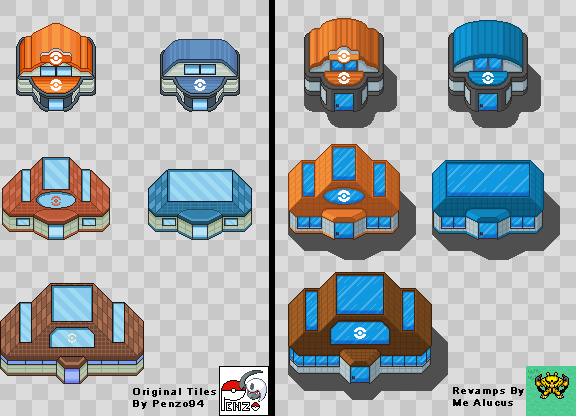 Original Tiles
By Penzo94
PENZO
Revamps By
Me Alucus